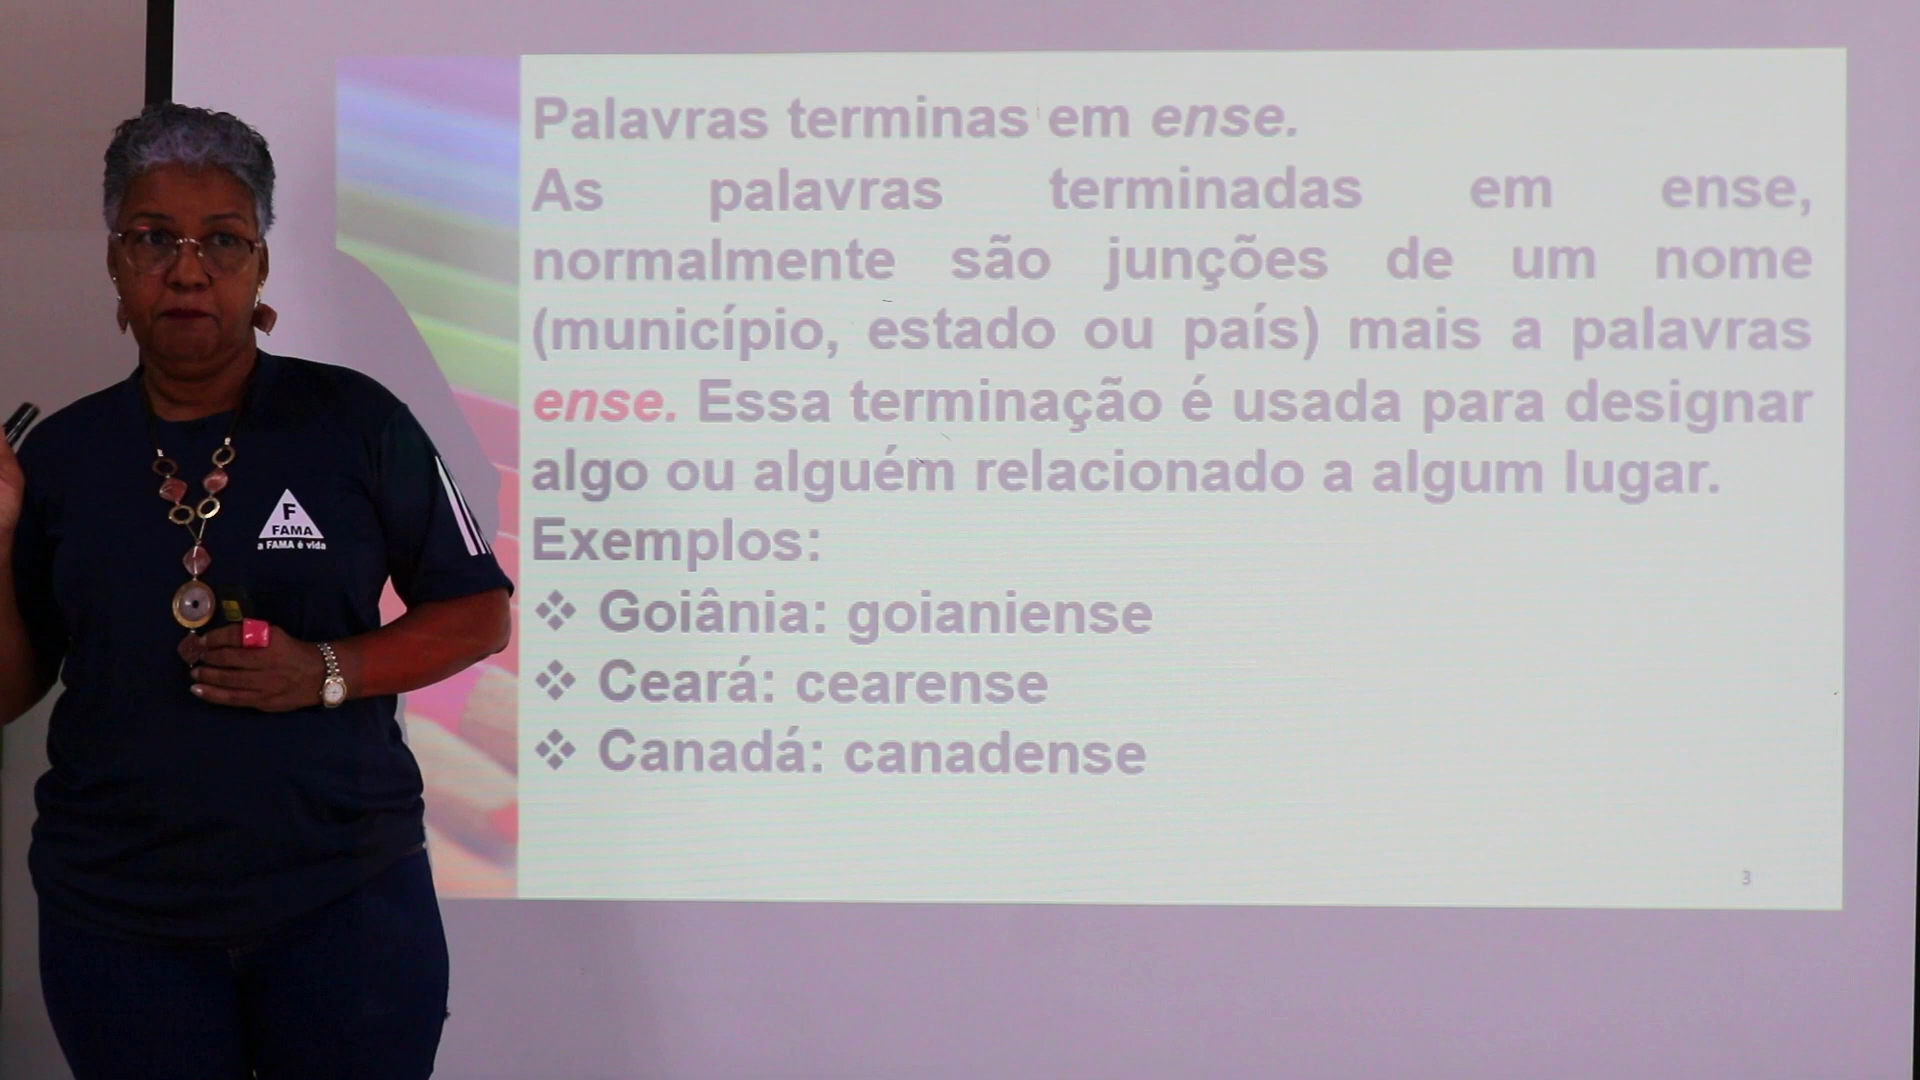 Palavras terminas em ense.
As palavras terminadas em ense,
normalmente são junções de um nome
(município, estado ou país) mais a palavras
ense. Essa terminação é usada para designar
algo ou alguém relacionado a algum lugar.
Exemplos:
❖ Goiânia: goianiense
❖ Ceará: cearense
❖ Canadá: canadense
3
F
FAMA
a FAMA é vida